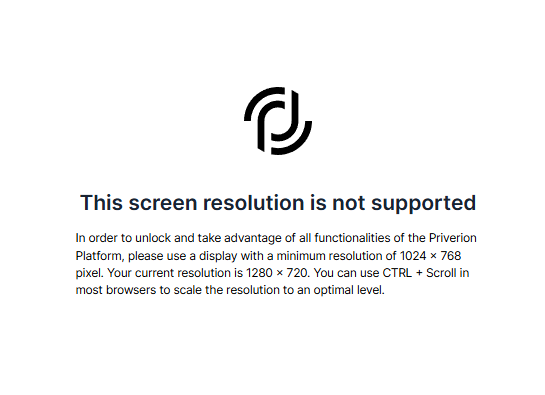 This screen resolution is not supported
In order to unlock and take advantage of all functionalities of the Priverion
Platform, please use a display with a minimum resolution of 1024 × 768
pixel. Your current resolution is 1280 × 720. You can use CTRL + Scroll in
most browsers to scale the resolution to an optimal level.